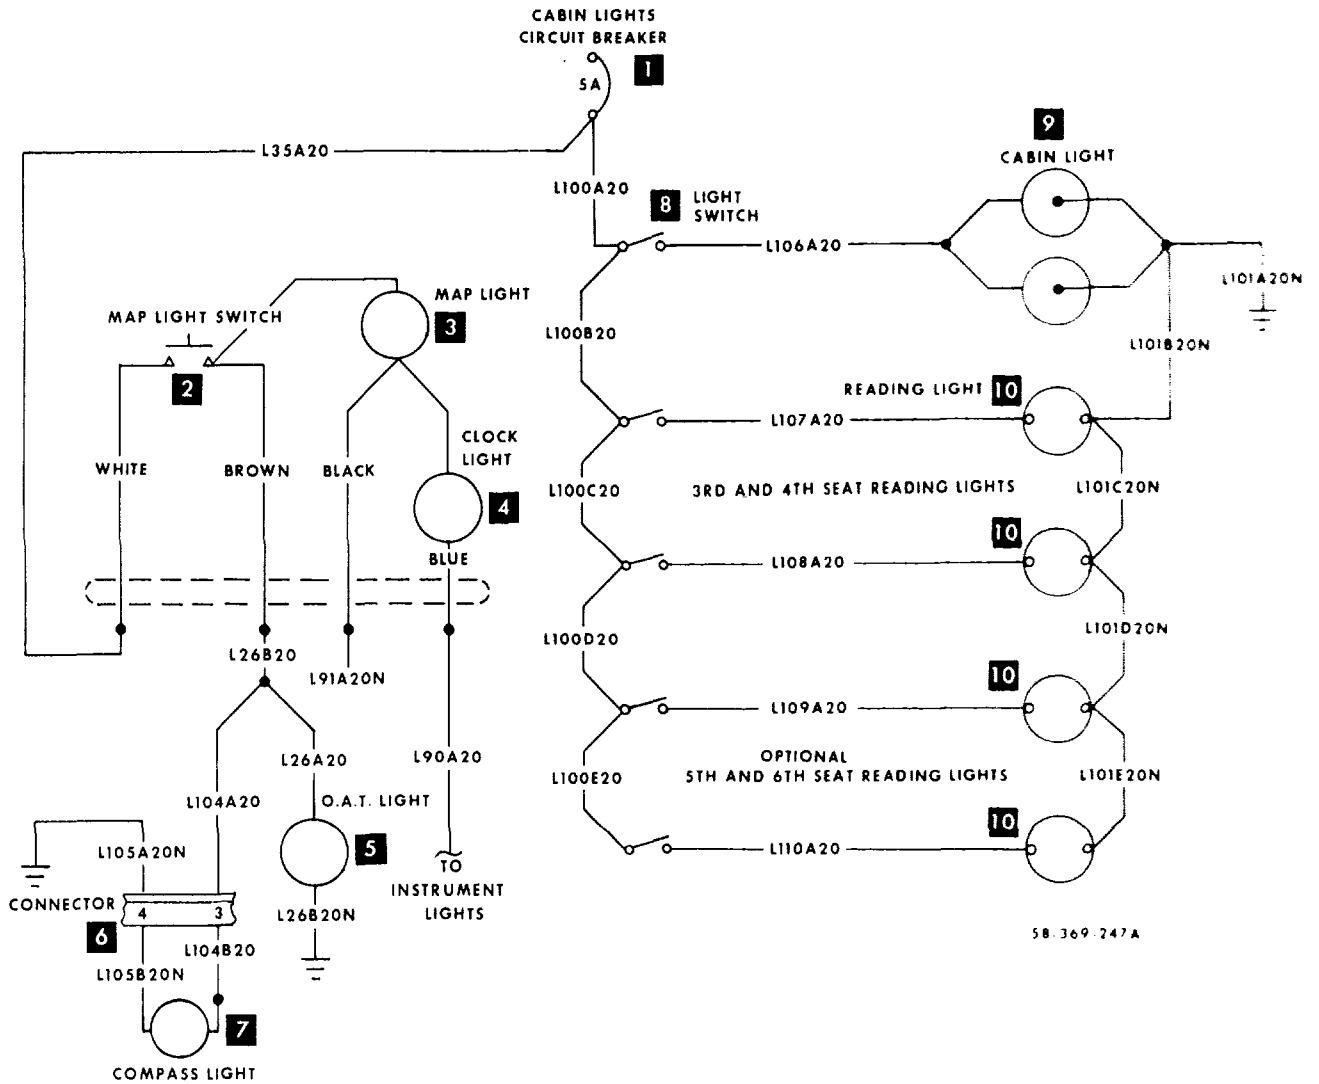 CABIN LIGHTS
CIRCUIT BREAKER
1
5A
L35A20
L100A20
8
LIGHT
SWITCH
L106A20
9
CABIN LIGHT
L101A20N
L101B20N
MAP LIGHT
3
MAP LIGHT SWITCH
2
L100B20
READING LIGHT 10
L107A20
WHITE
BROWN
BLACK
CLOCK
LIGHT
4
BLUE
L100C20
3RD AND 4TH SEAT READING LIGHTS
L101C20N
10
L108A20
L100D20
L101D20N
L26B20
L91A20N
10
L109A20
L90A20
L26A20
L104A20
OPTIONAL
5TH AND 6TH SEAT READING LIGHTS
L100E20
L101E20N
O.A.T. LIGHT
5
10
L110A20
L105A20N
TO
INSTRUMENT
LIGHTS
CONNECTOR
4
3
6
L26B20N
L104B20
L105B20N
7
COMPASS LIGHT
58-369-247A